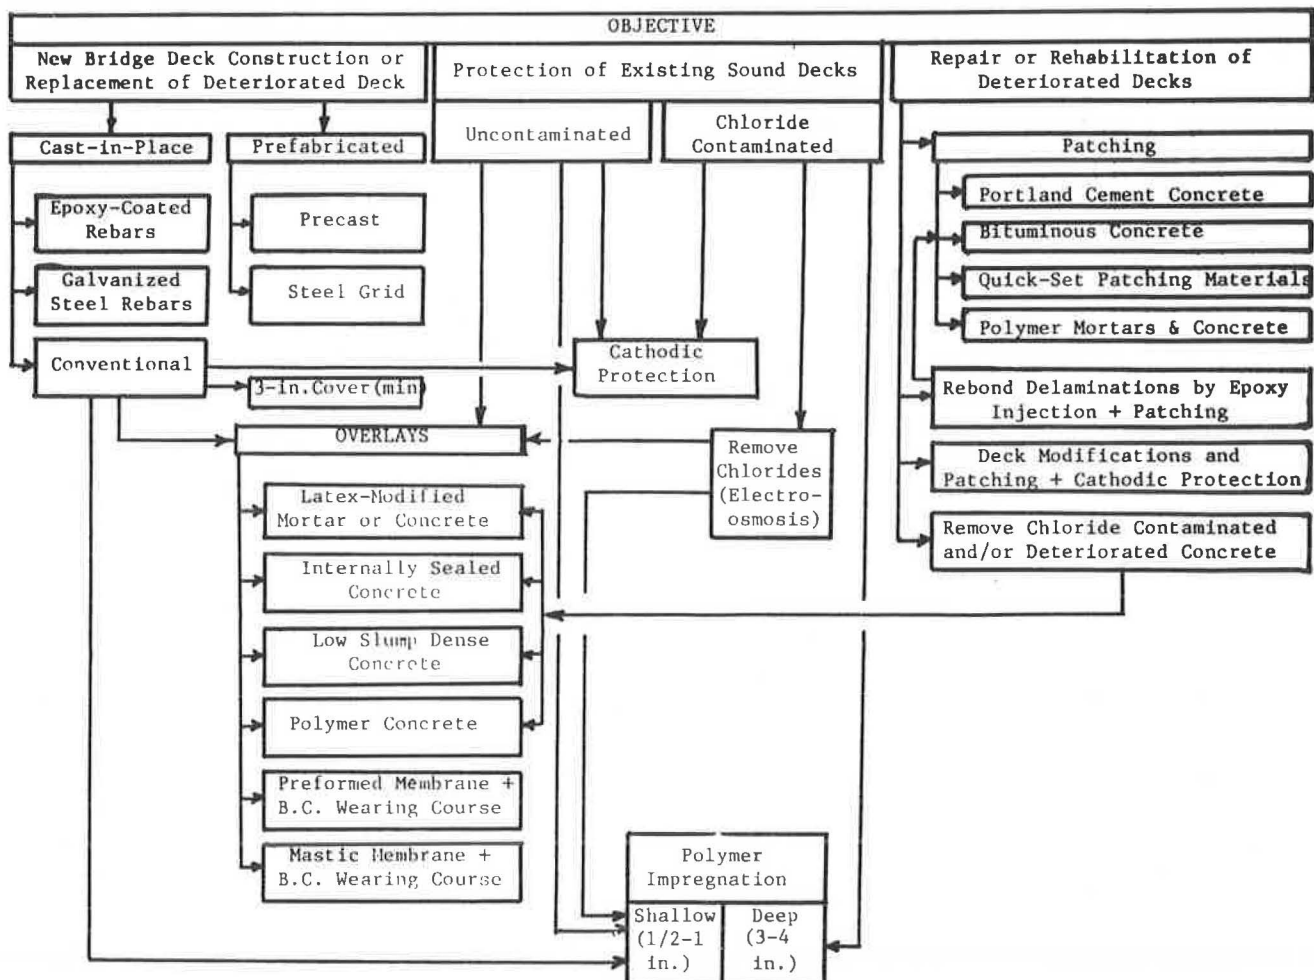 OBJECTIVE
New Bridge Deck Construction or
Replacement of Deteriorated Deck
Protection of Existing Sound Decks
Repair or Rehabilitation of
Deteriorated Decks
Cast-in-Place
Prefabricated
Uncontaminated
Chloride
Contaminated
Patching
Epoxy-Coated
Rebars
Galvanized
Steel Rebars
Conventional
Precast
Steel Grid
3-in.Cover(min)
Cathodic
Protection
Portland Cement Concrete
Bituminous Concrete
Quick-Set Patching Materials
Polymer Mortars & Concrete
Rebond Delaminations by Epoxy
Injection + Patching
Deck Modifications and
Patching + Cathodic Protection
Remove Chloride Contaminated
and/or Deteriorated Concrete
OVERLAYS
Remove
Chlorides
(Electro-
osmosis)
Latex-Modified
Mortar or Concrete
Internally Sealed
Concrete
Low Slump Dense
Concrete
Polymer Concrete
Preformed Membrane +
B.C. Wearing Course
Mastic Membrane +
B.C. Wearing Course
Polymer
Impregnation
Shallow
(1/2-1
in.)
Deep
(3-4
in.)